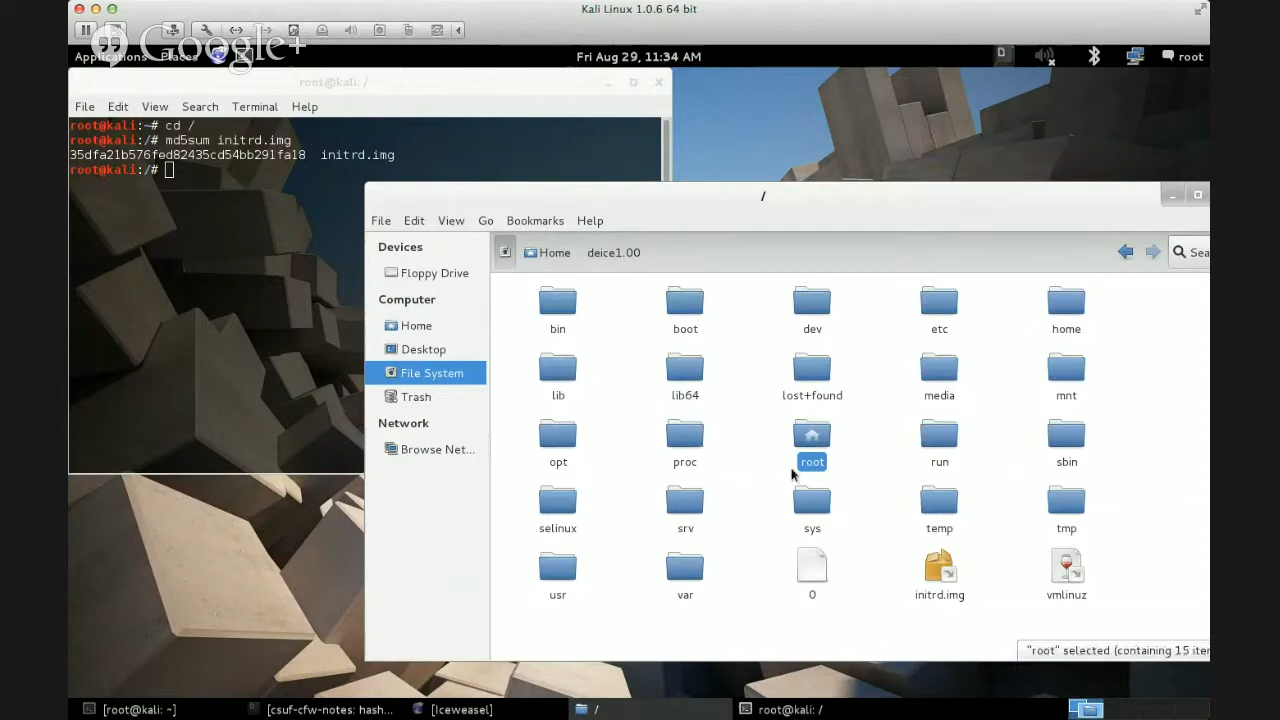 Kali Linux 1.0.6 64 bit
Google+
Applications Places Fri Aug 29, 11:34 AM root
root@kali: /
File Edit View Search Terminal Help
root@kali:~# cd /
root@kali:/# md5sum initrd.img
35dfa21b576fed82435cd54bb291fa18  initrd.img
root@kali:/#
/
File Edit View Go Bookmarks Help
Devices
Floppy Drive
Computer
Home
Desktop
File System
Trash
Network
Browse Net...
Home deice1.00 Sea
bin boot dev etc home
lib lib64 lost+found media mnt
opt proc root run sbin
selinux srv sys temp tmp
usr var 0 initrd.img vmlinuz
"root" selected (containing 15 iter
[root@kali: ~] [csuf-cfw-notes: hash... [Iceweasel] / root@kali: /